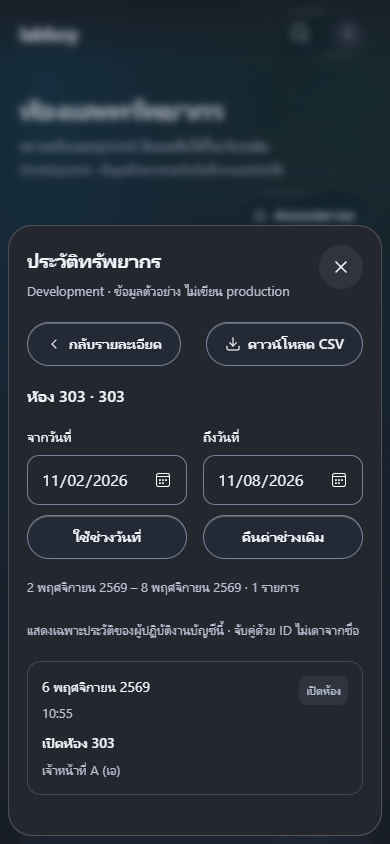 labboy
ประวัติทรัพยากร
Development · ข้อมูลตัวอย่าง ไม่เขียน production
กลับรายละเอียด
ดาวน์โหลด CSV
ห้อง 303 · 303
จากวันที่
ถึงวันที่
11/02/2026
11/08/2026
ใช้ช่วงวันที่
คืนค่าช่วงเดิม
2 พฤศจิกายน 2569 – 8 พฤศจิกายน 2569 · 1 รายการ
แสดงเฉพาะประวัติของผู้ปฏิบัติงานบัญชีนี้ · จับคู่ด้วย ID ไม่เดาจากชื่อ
6 พฤศจิกายน 2569
เปิดห้อง
10:55
เปิดห้อง 303
เจ้าหน้าที่ A (เอ)